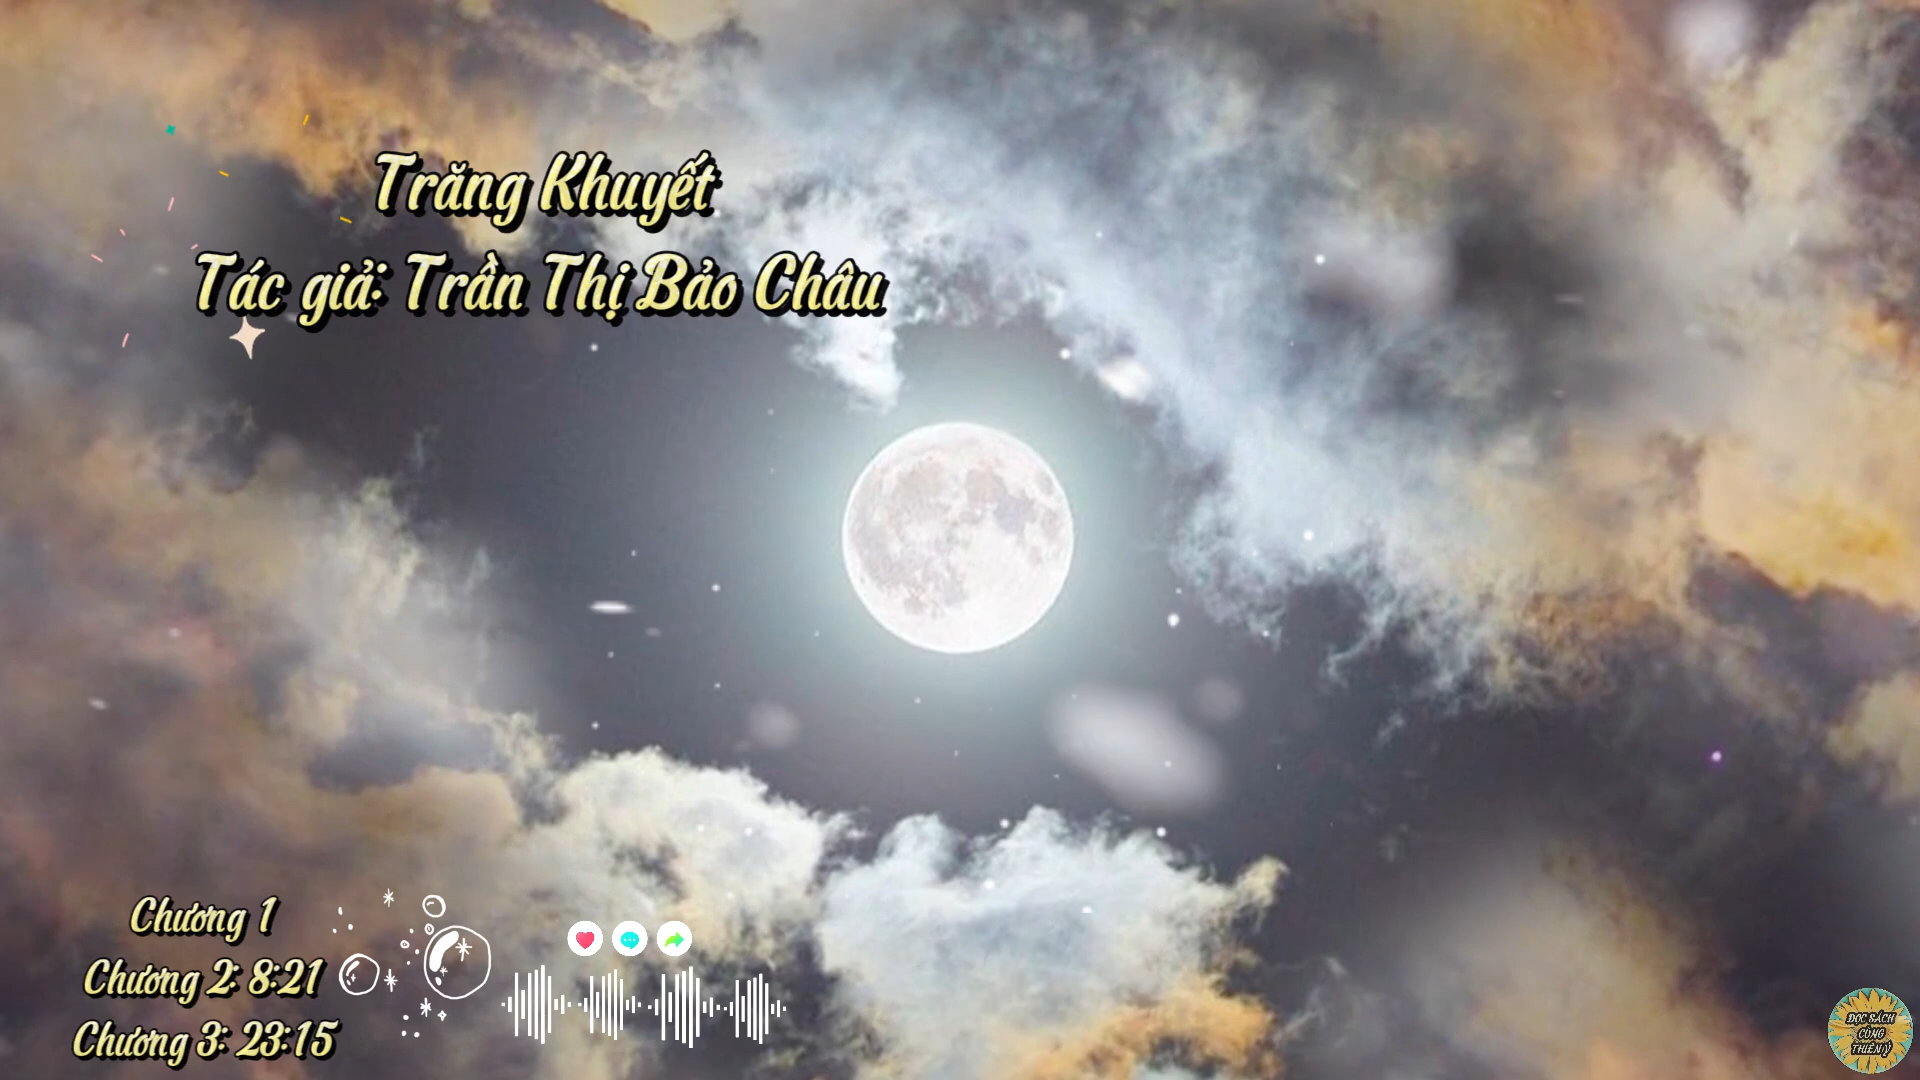 Trăng Khuyết
Tác giả: Trần Thị Bảo Châu
Chương 1
Chương 2: 8:21
Chương 3: 23:15
ĐỌC SÁCH
CÙNG
THIÊN Ý